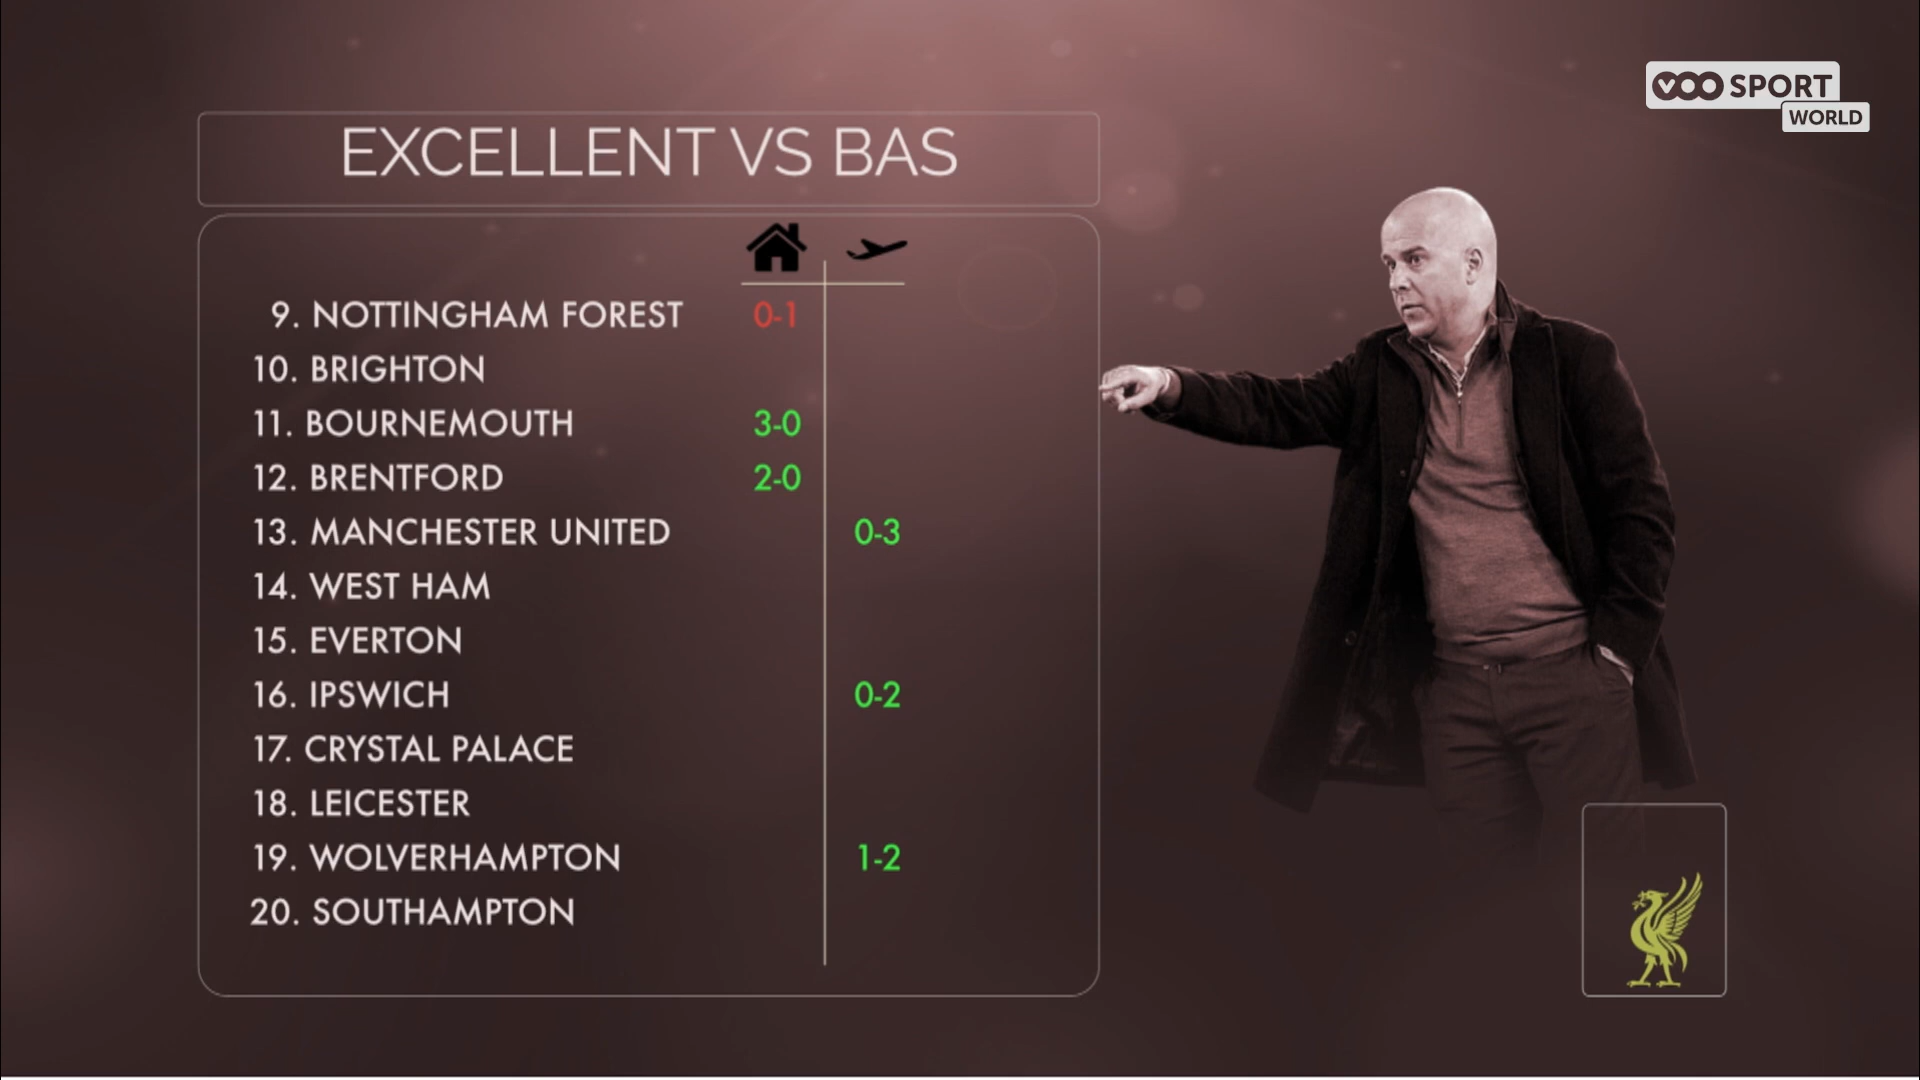 VOO SPORT
WORLD
EXCELLENT VS BAS
9. NOTTINGHAM FOREST 0-1
10. BRIGHTON
11. BOURNEMOUTH 3-0
12. BRENTFORD 2-0
13. MANCHESTER UNITED 0-3
14. WEST HAM
15. EVERTON
16. IPSWICH 0-2
17. CRYSTAL PALACE
18. LEICESTER
19. WOLVERHAMPTON 1-2
20. SOUTHAMPTON